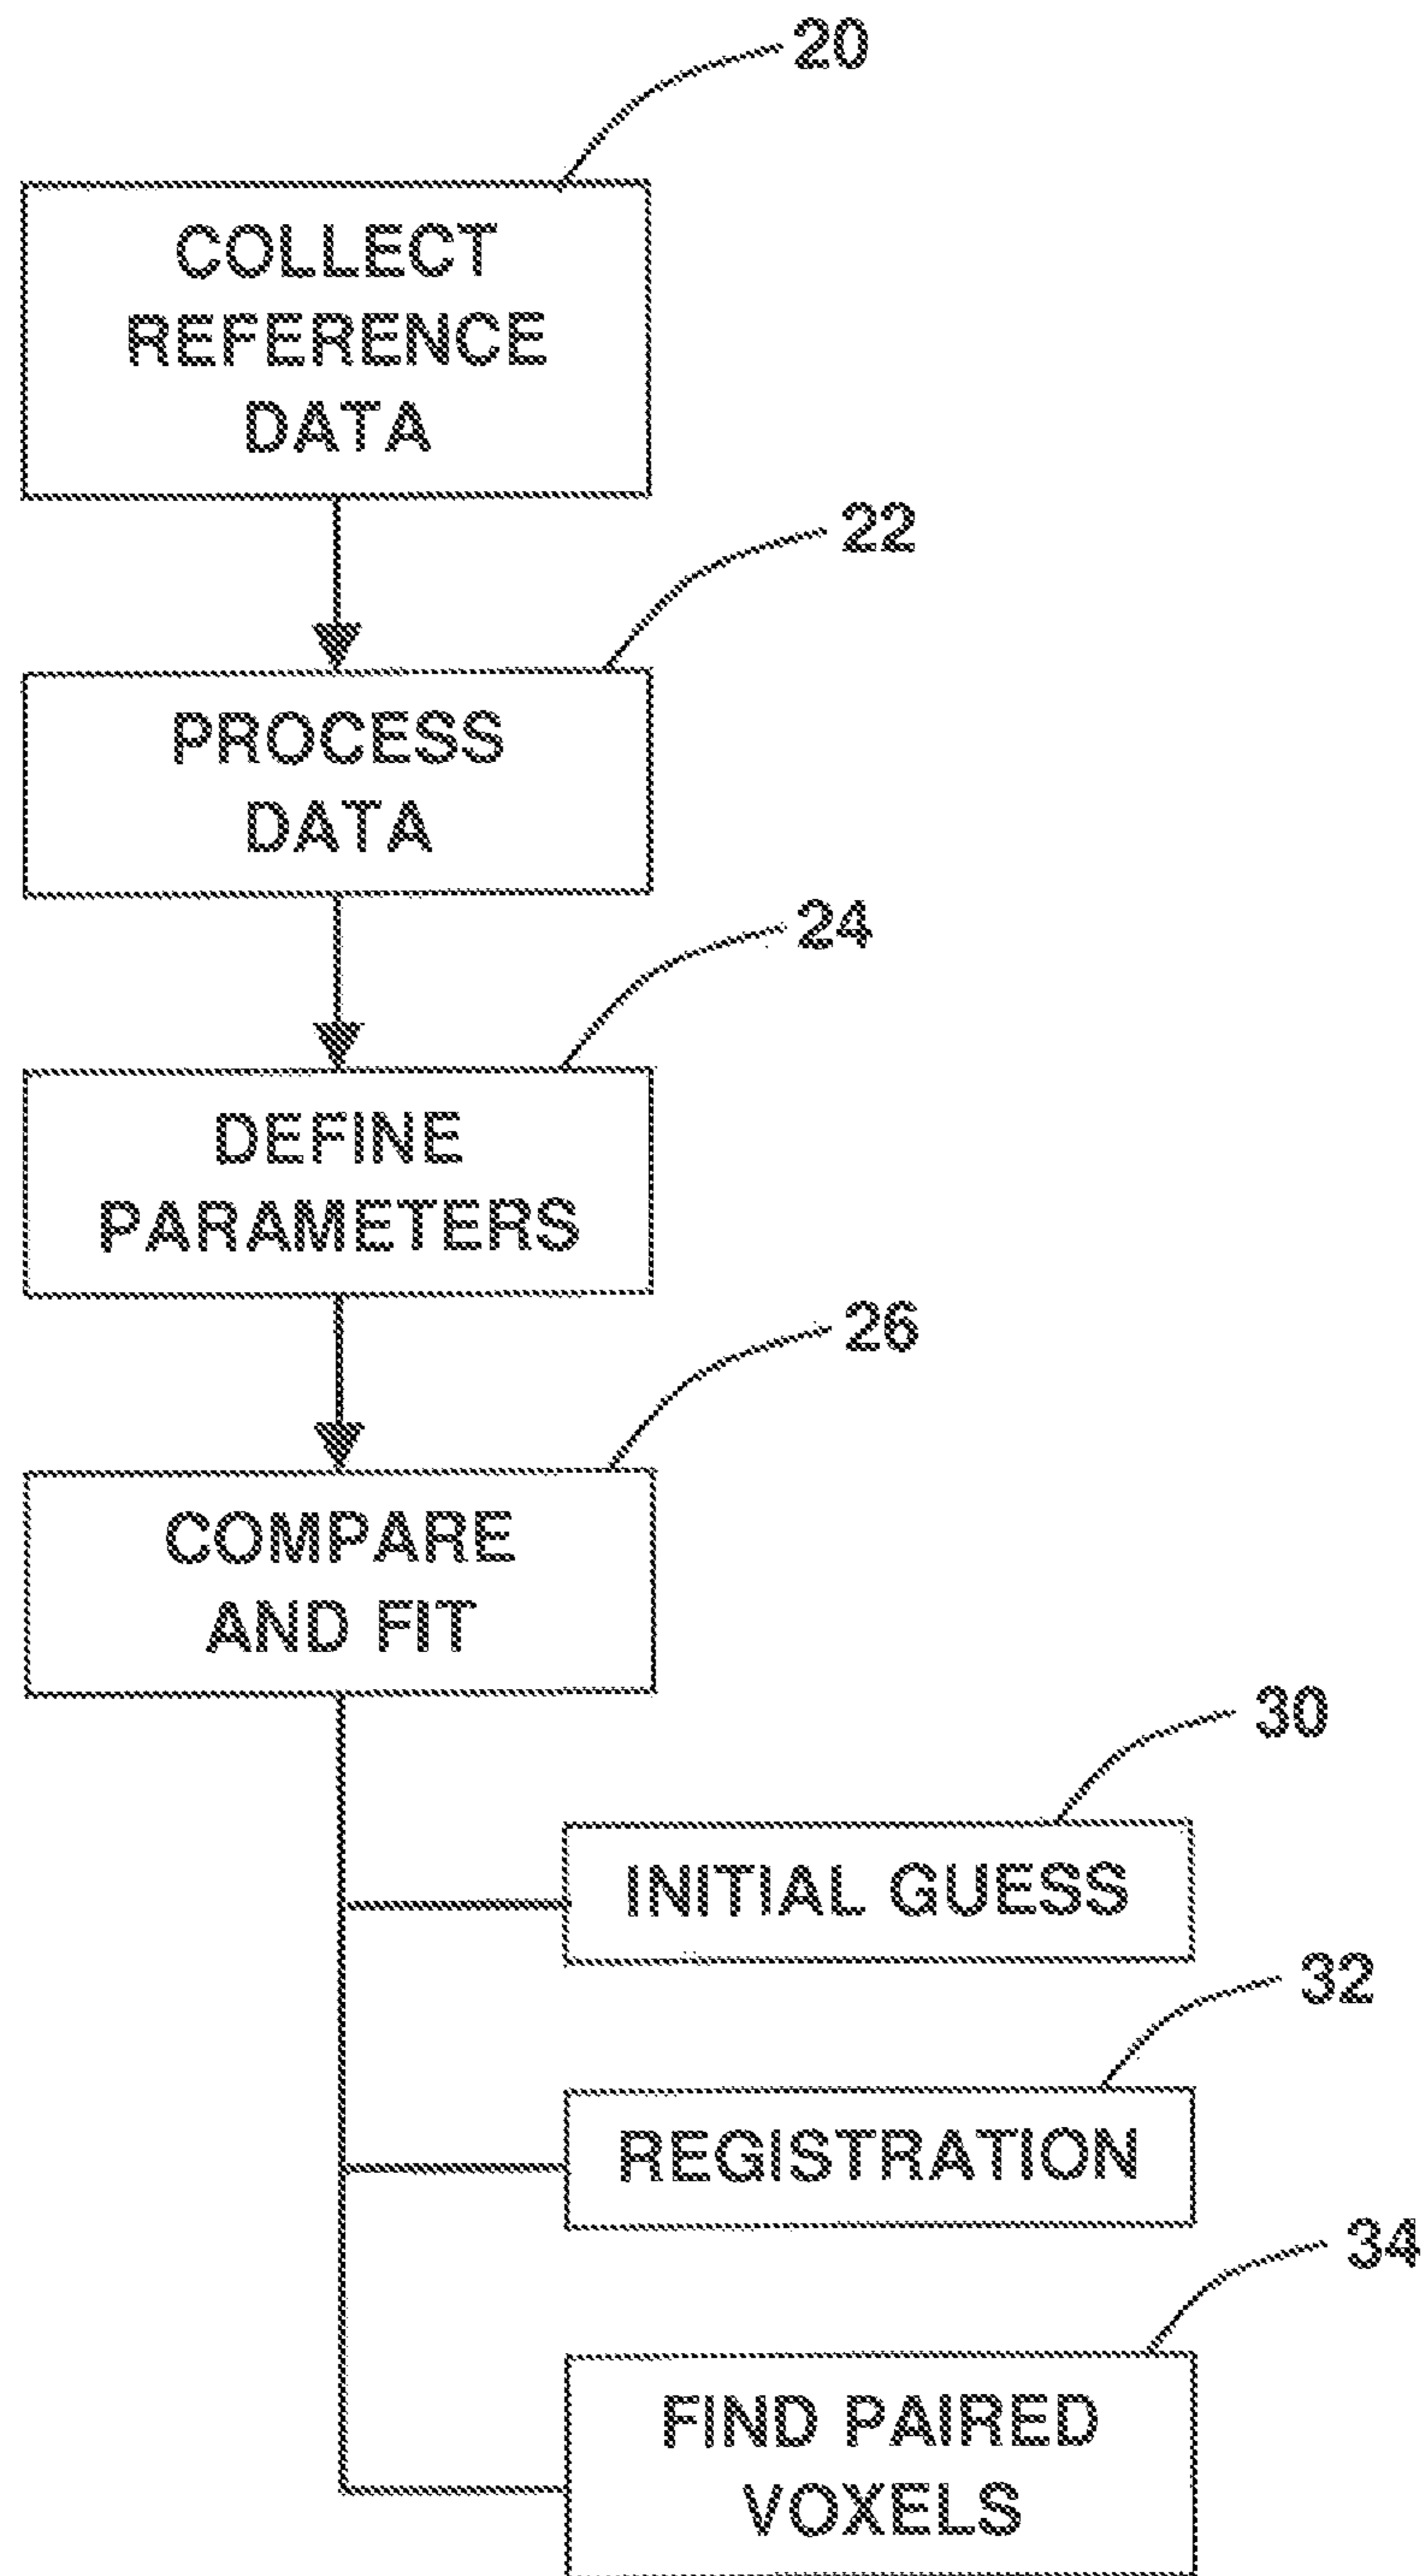 20
COLLECT
REFERENCE
DATA
22
PROCESS
DATA
24
DEFINE
PARAMETERS
26
COMPARE
AND FIT
30
INITIAL GUESS
32
REGISTRATION
34
FIND PAIRED
VOXELS